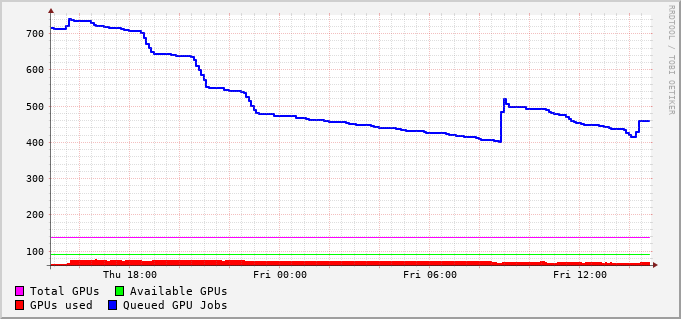 700
600
500
400
300
200
100
Thu 18:00 Fri 00:00 Fri 06:00 Fri 12:00
Total GPUs Available GPUs
GPUs used Queued GPU Jobs
RRDTOOL / TOBI OETIKER